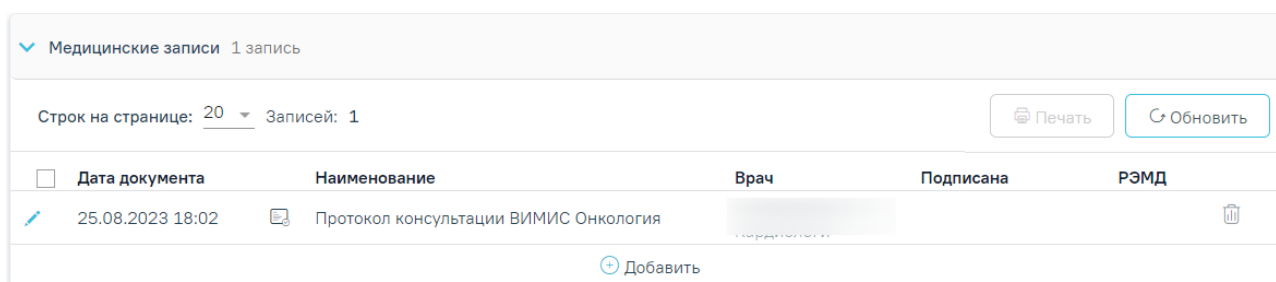 Медицинские записи 1 запись
Строк на странице: 20 Записей: 1 Печать Обновить
Дата документа Наименование Врач Подписана РЭМД
25.08.2023 18:02 Протокол консультации ВИМИС Онкология
Добавить